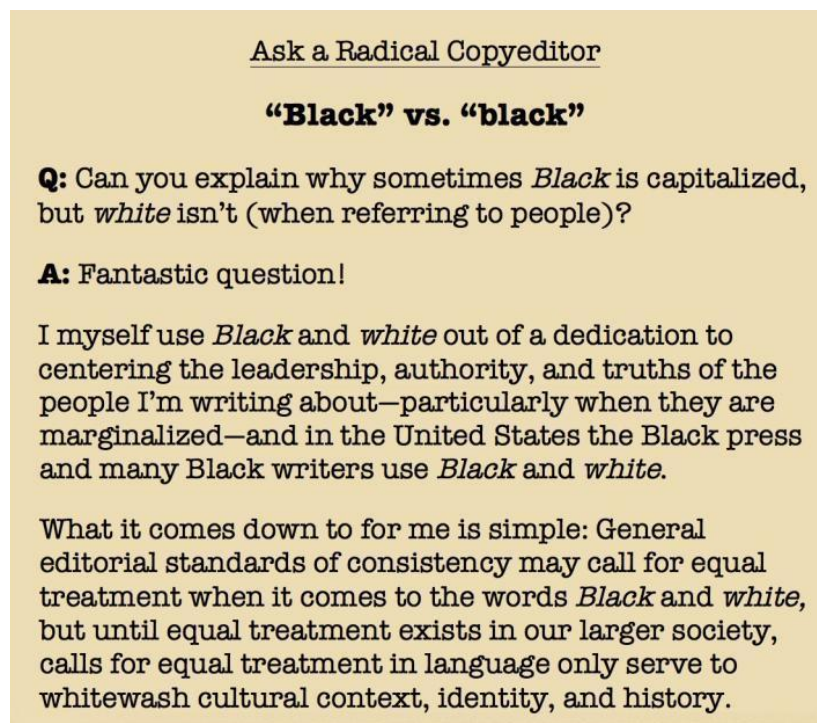 Ask a Radical Copyeditor
“Black” vs. “black”
Q: Can you explain why sometimes Black is capitalized,
but white isn’t (when referring to people)?
A: Fantastic question!
I myself use Black and white out of a dedication to
centering the leadership, authority, and truths of the
people I’m writing about—particularly when they are
marginalized—and in the United States the Black press
and many Black writers use Black and white.
What it comes down to for me is simple: General
editorial standards of consistency may call for equal
treatment when it comes to the words Black and white,
but until equal treatment exists in our larger society,
calls for equal treatment in language only serve to
whitewash cultural context, identity, and history.